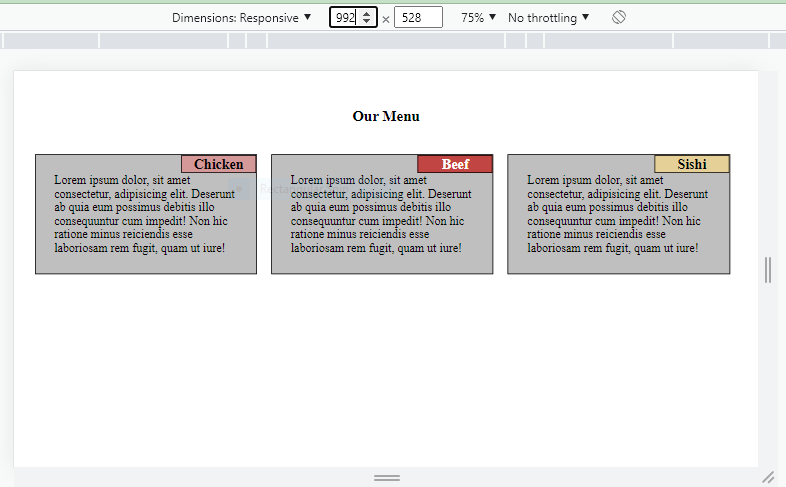 Dimensions: Responsive ▼ 992 × 528 75% ▼ No throttling ▼
Our Menu
Chicken
Lorem ipsum dolor, sit amet
consectetur, adipisicing elit. Deserunt
ab quia eum possimus debitis illo
consequuntur cum impedit! Non hic
ratione minus reiciendis esse
laboriosam rem fugit, quam ut iure!
Beef
Lorem ipsum dolor, sit amet
consectetur, adipisicing elit. Deserunt
ab quia eum possimus debitis illo
consequuntur cum impedit! Non hic
ratione minus reiciendis esse
laboriosam rem fugit, quam ut iure!
Sishi
Lorem ipsum dolor, sit amet
consectetur, adipisicing elit. Deserunt
ab quia eum possimus debitis illo
consequuntur cum impedit! Non hic
ratione minus reiciendis esse
laboriosam rem fugit, quam ut iure!